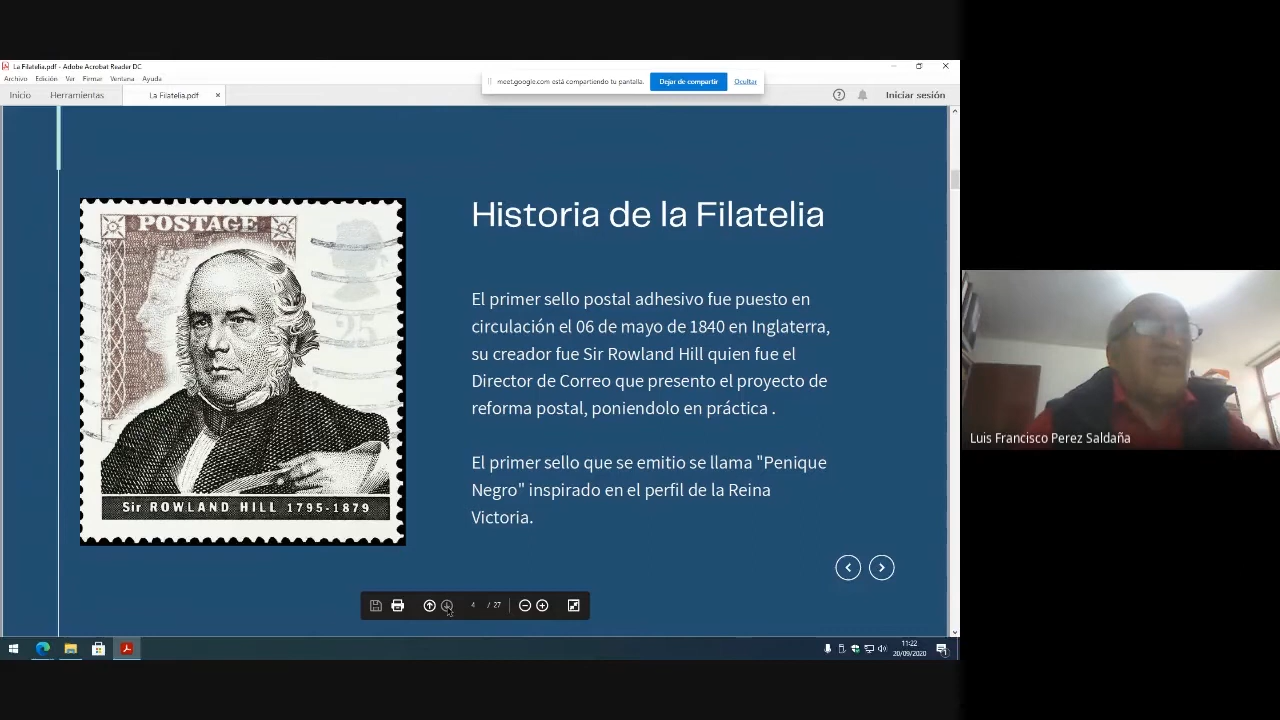 La Filatelia.pdf - Adobe Acrobat Reader DC
Archivo Edición Ver Firmar Ventana Ayuda
meet.google.com está compartiendo tu pantalla. Dejar de compartir Ocultar
Inicio Herramientas La Filatelia.pdf × Iniciar sesión
POSTAGE
25
Sir ROWLAND HILL 1795-1879
Historia de la Filatelia
El primer sello postal adhesivo fue puesto en
circulación el 06 de mayo de 1840 en Inglaterra,
su creador fue Sir Rowland Hill quien fue el
Director de Correo que presento el proyecto de
reforma postal, poniendolo en práctica .
El primer sello que se emitio se llama "Penique
Negro" inspirado en el perfil de la Reina
Victoria.
4 / 27
11:22
20/09/2020
Luis Francisco Perez Saldaña